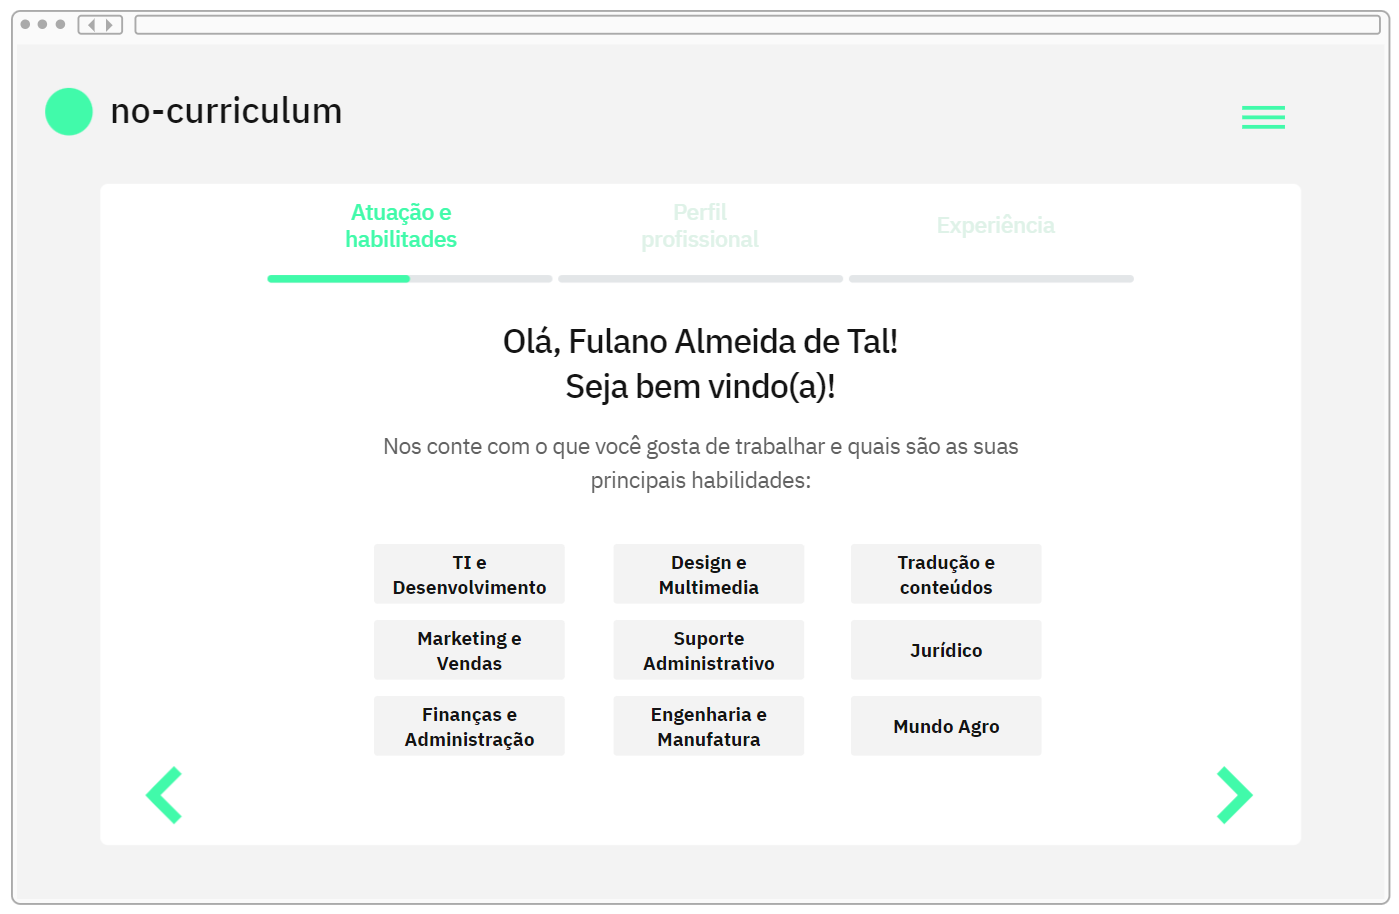 no-curriculum
Atuação e
habilitades
Perfil
profissional
Experiência
Olá, Fulano Almeida de Tal!
Seja bem vindo(a)!
Nos conte com o que você gosta de trabalhar e quais são as suas
principais habilidades:
TI e
Desenvolvimento
Design e
Multimedia
Tradução e
conteúdos
Marketing e
Vendas
Suporte
Administrativo
Jurídico
Finanças e
Administração
Engenharia e
Manufatura
Mundo Agro